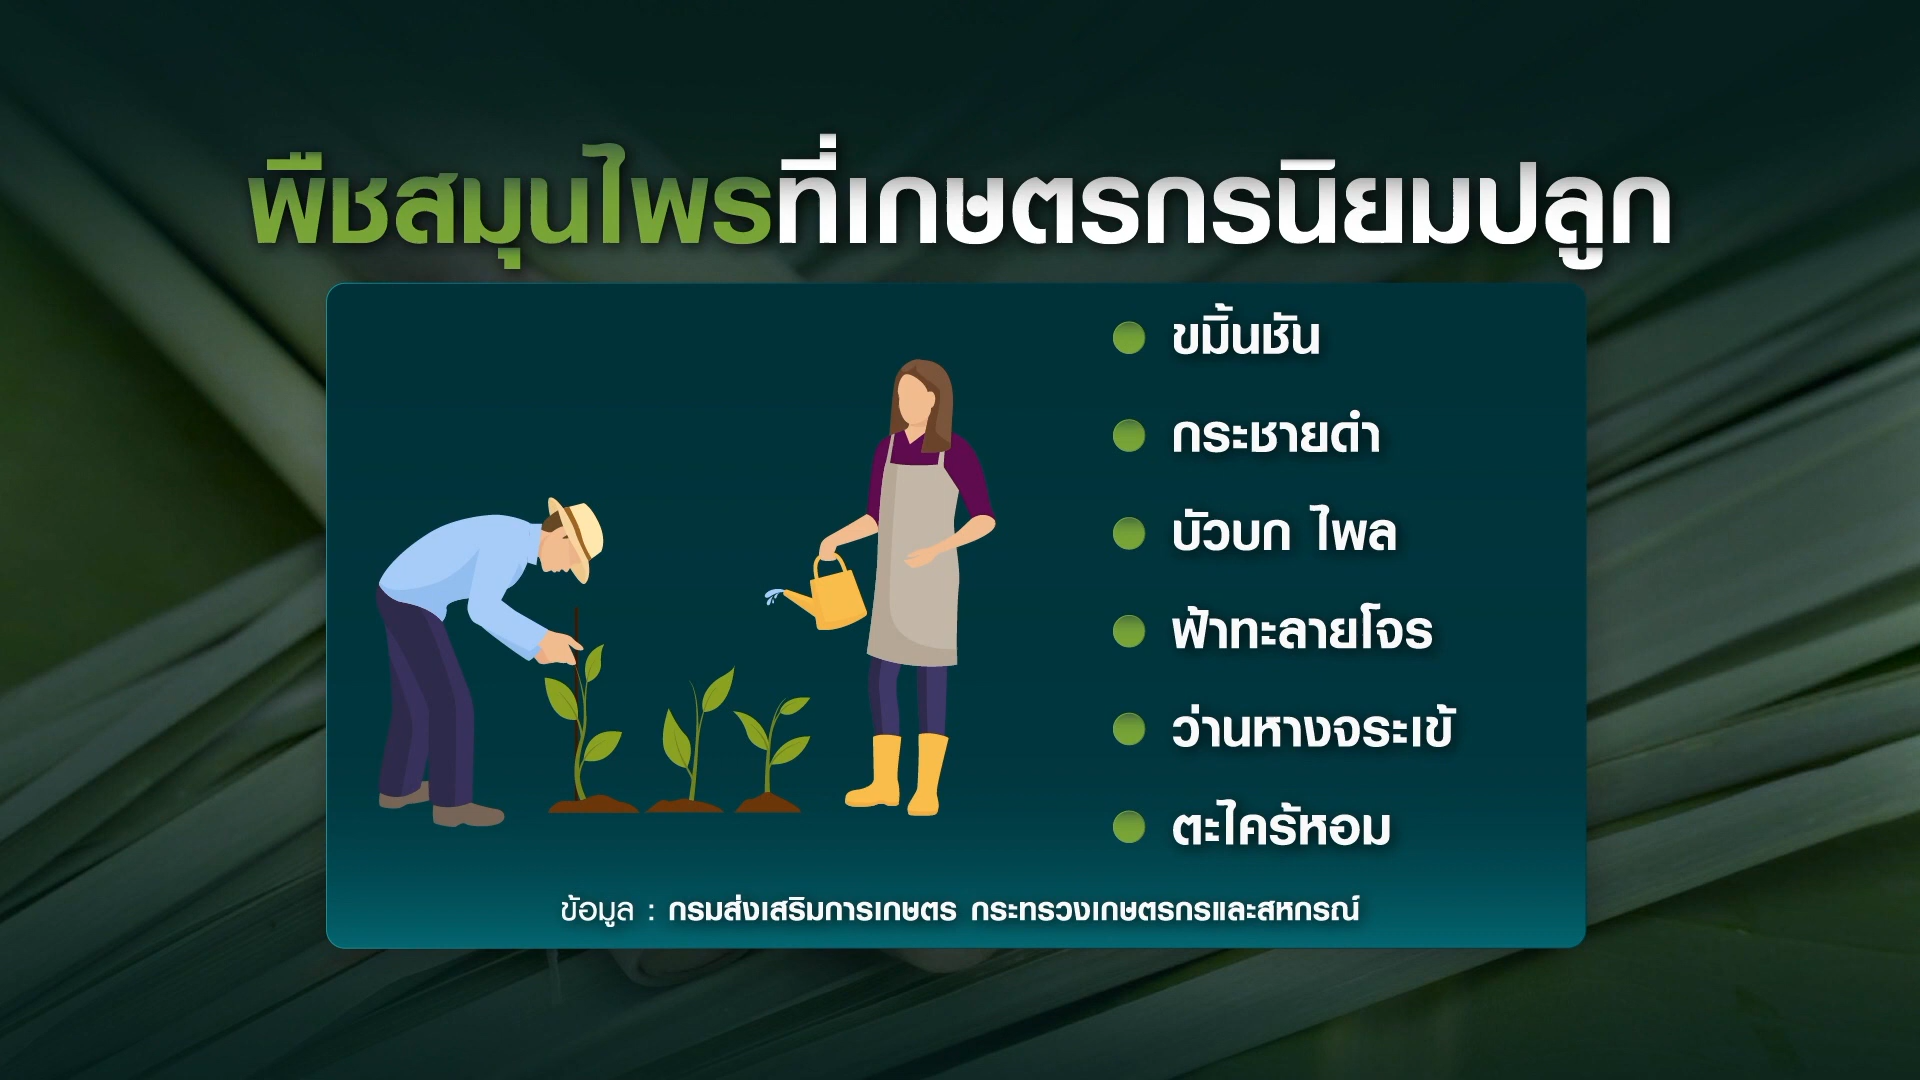 พืชสมุนไพรที่เกษตรกรนิยมปลูก
ขมิ้นชัน
กระชายดำ
บัวบก ไพล
ฟ้าทะลายโจร
ว่านหางจระเข้
ตะไคร้หอม
ข้อมูล : กรมส่งเสริมการเกษตร กระทรวงเกษตรกรและสหกรณ์